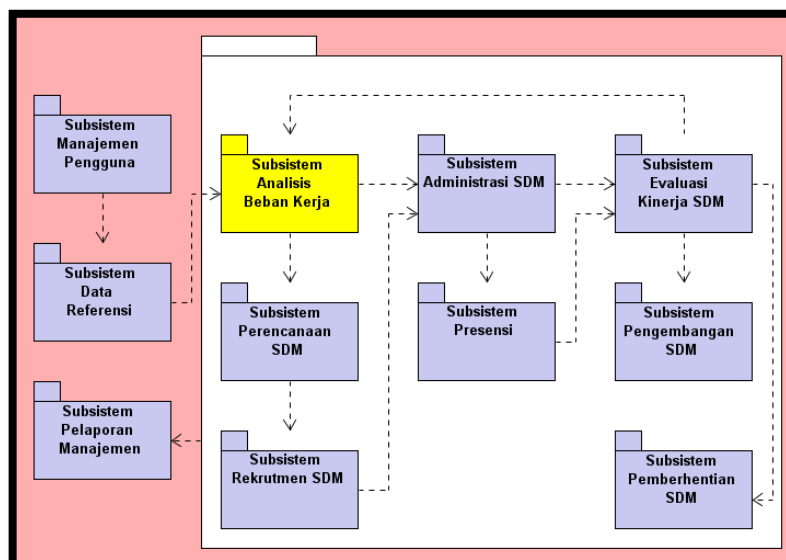 Subsistem
Manajemen
Pengguna
Subsistem
Data
Referensi
Subsistem
Pelaporan
Manajemen
Subsistem
Analisis
Beban Kerja
Subsistem
Perencanaan
SDM
Subsistem
Rekrutmen SDM
Subsistem
Administrasi SDM
Subsistem
Presensi
Subsistem
Evaluasi
Kinerja SDM
Subsistem
Pengembangan
SDM
Subsistem
Pemberhentian
SDM